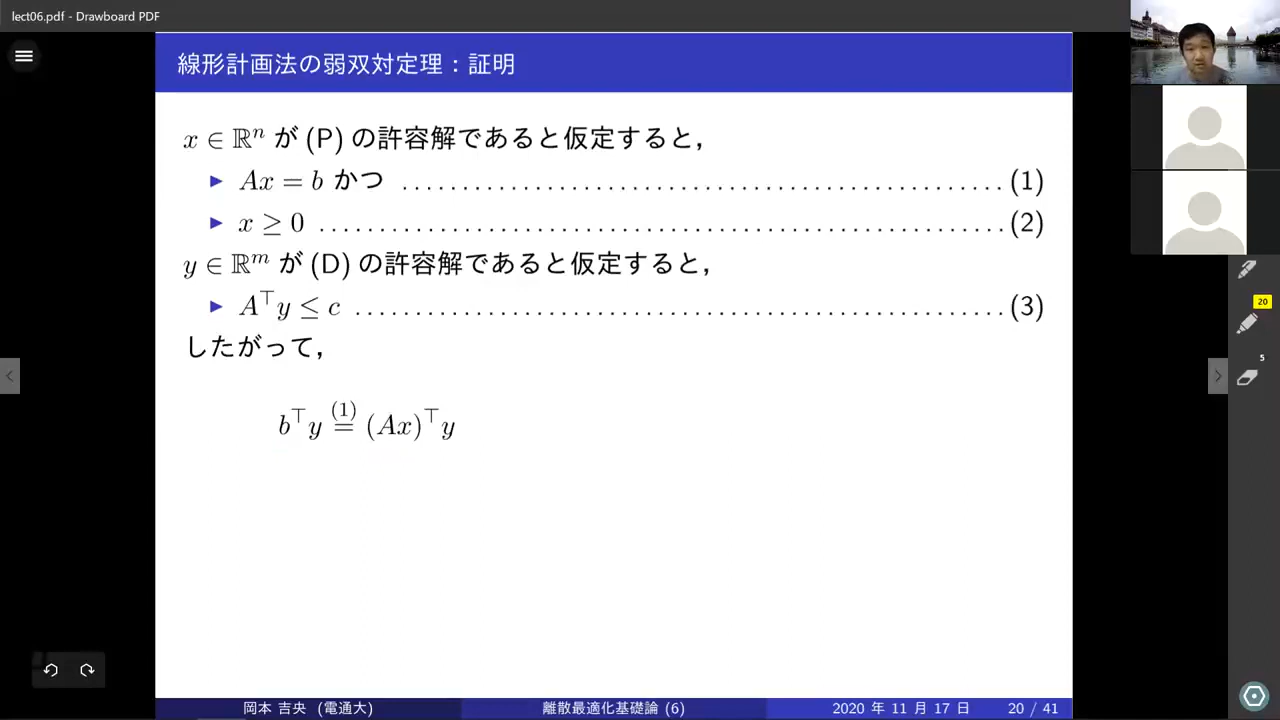 lect06.pdf - Drawboard PDF
線形計画法の弱双対定理：証明
x ∈ ℝⁿ が (P) の許容解であると仮定すると，
▶ Ax = b かつ ........................................ (1)
▶ x ≥ 0 ........................................ (2)
y ∈ ℝᵐ が (D) の許容解であると仮定すると，
▶ A⊤y ≤ c ........................................ (3)
したがって，
(1)
b⊤y = (Ax)⊤y
20
5
岡本 吉央 (電通大) 離散最適化基礎論 (6) 2020 年 11 月 17 日 20 / 41